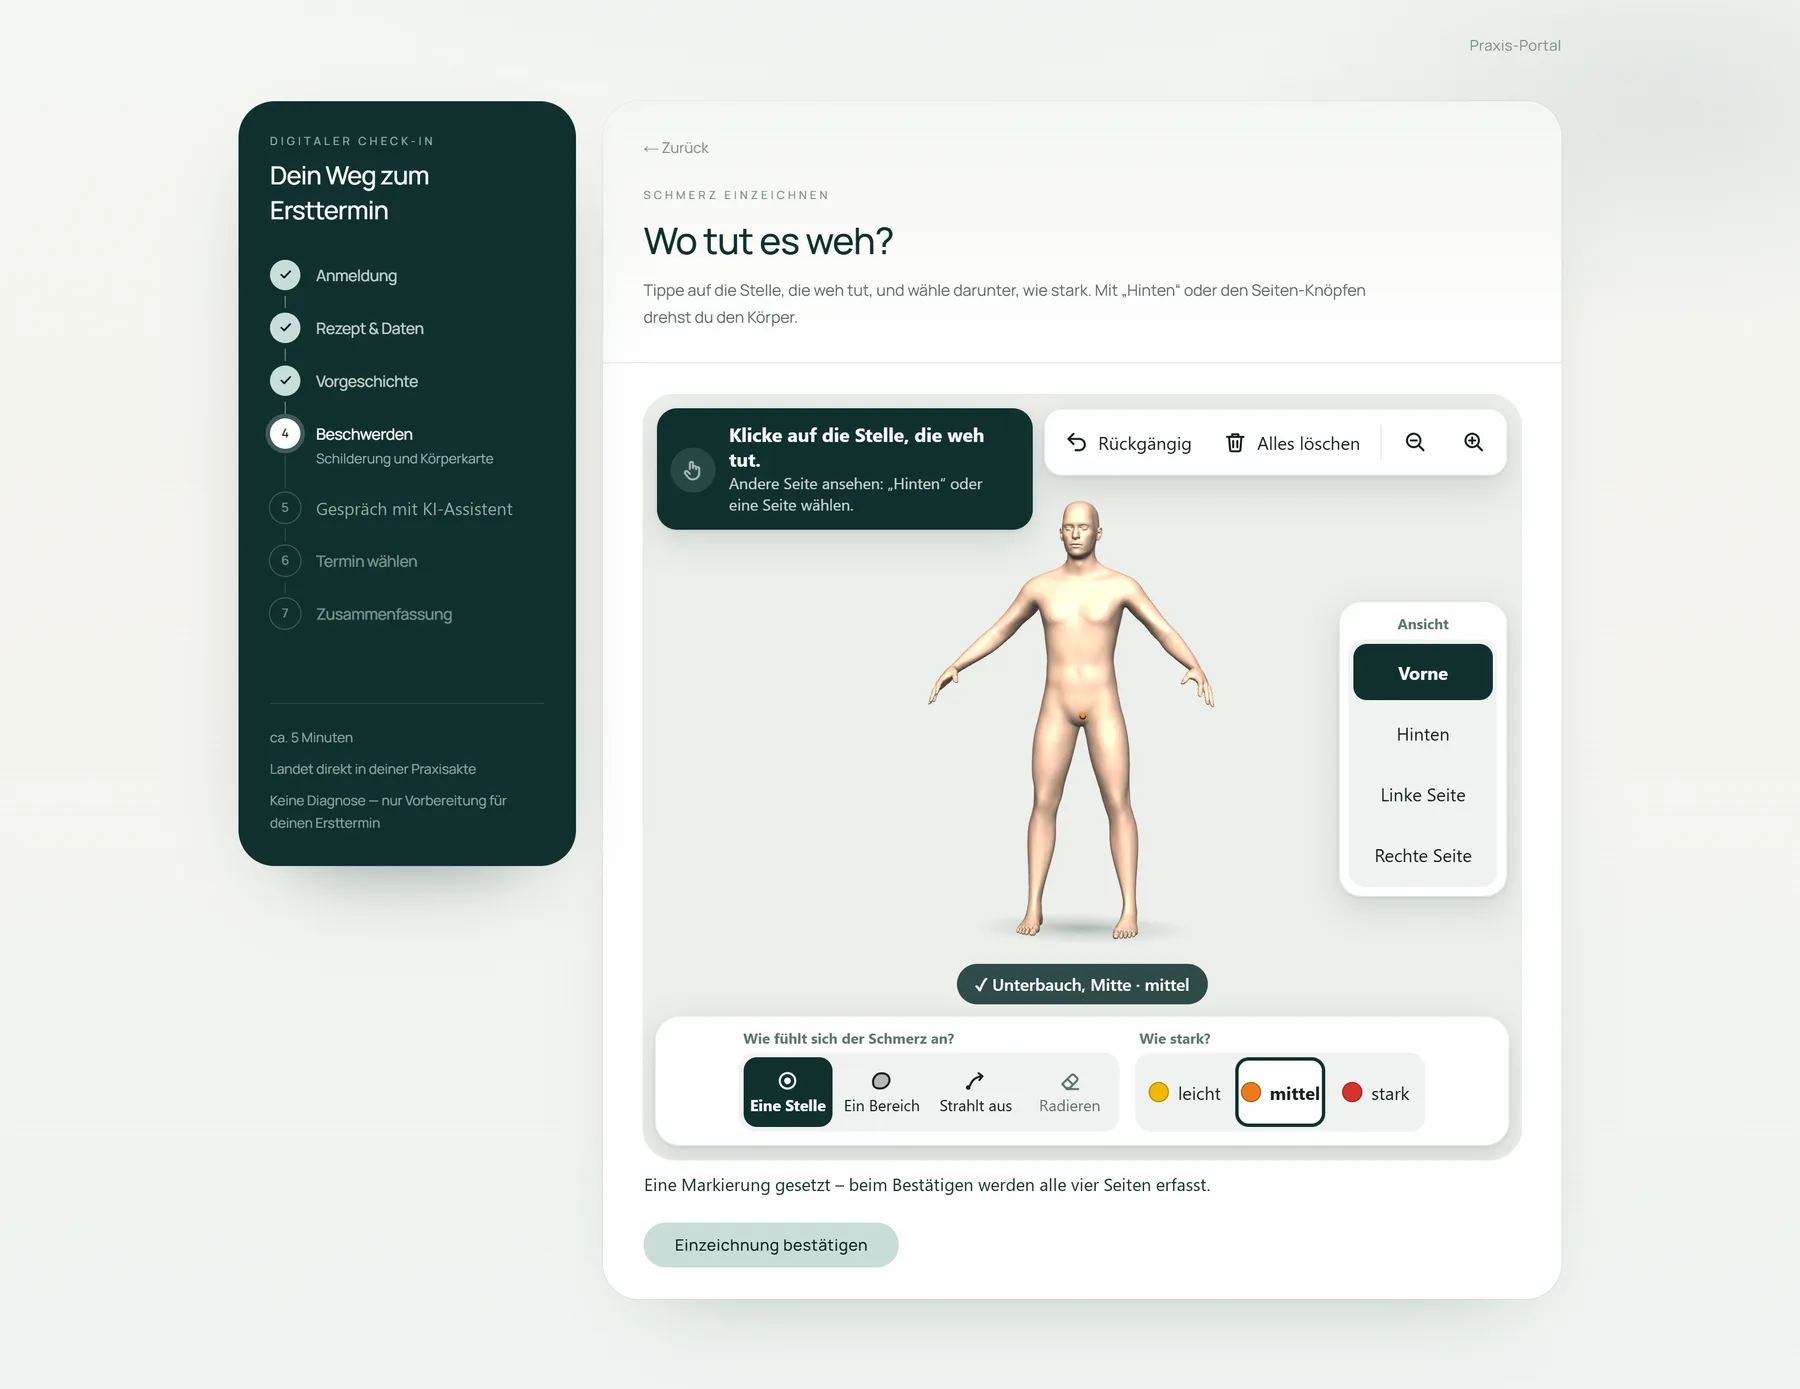 Praxis-Portal
DIGITALER CHECK-IN
Dein Weg zum
Ersttermin
Anmeldung
Rezept & Daten
Vorgeschichte
4
Beschwerden
Schilderung und Körperkarte
5
Gespräch mit KI-Assistent
6
Termin wählen
7
Zusammenfassung
ca. 5 Minuten
Landet direkt in deiner Praxisakte
Keine Diagnose — nur Vorbereitung für
deinen Ersttermin
← Zurück
SCHMERZ EINZEICHNEN
Wo tut es weh?
Tippe auf die Stelle, die weh tut, und wähle darunter, wie stark. Mit „Hinten“ oder den Seiten-Knöpfen
drehst du den Körper.
Klicke auf die Stelle, die weh
tut.
Andere Seite ansehen: „Hinten“ oder
eine Seite wählen.
Rückgängig
Alles löschen
Ansicht
Vorne
Hinten
Linke Seite
Rechte Seite
✓ Unterbauch, Mitte · mittel
Wie fühlt sich der Schmerz an?
Eine Stelle
Ein Bereich
Strahlt aus
Radieren
Wie stark?
leicht
mittel
stark
Eine Markierung gesetzt – beim Bestätigen werden alle vier Seiten erfasst.
Einzeichnung bestätigen